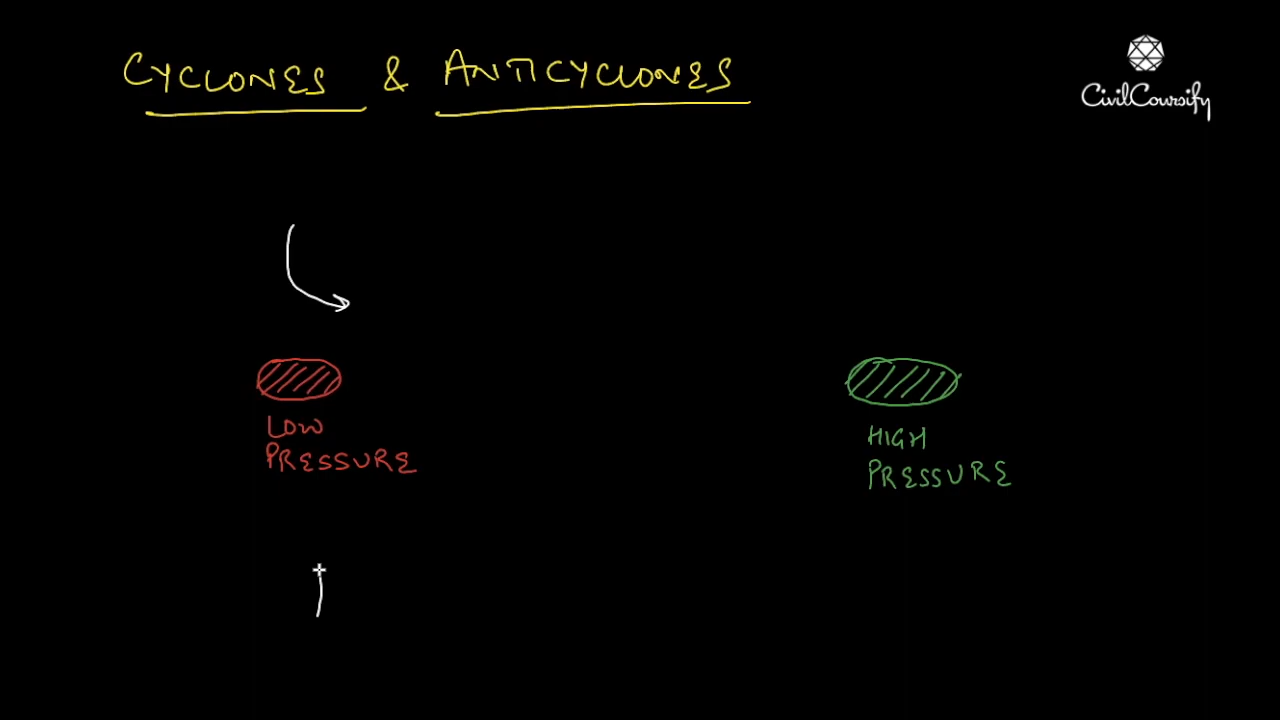 CYCLONES & ANTICYCLONES
CivilCoursify
LOW
PRESSURE
HIGH
PRESSURE